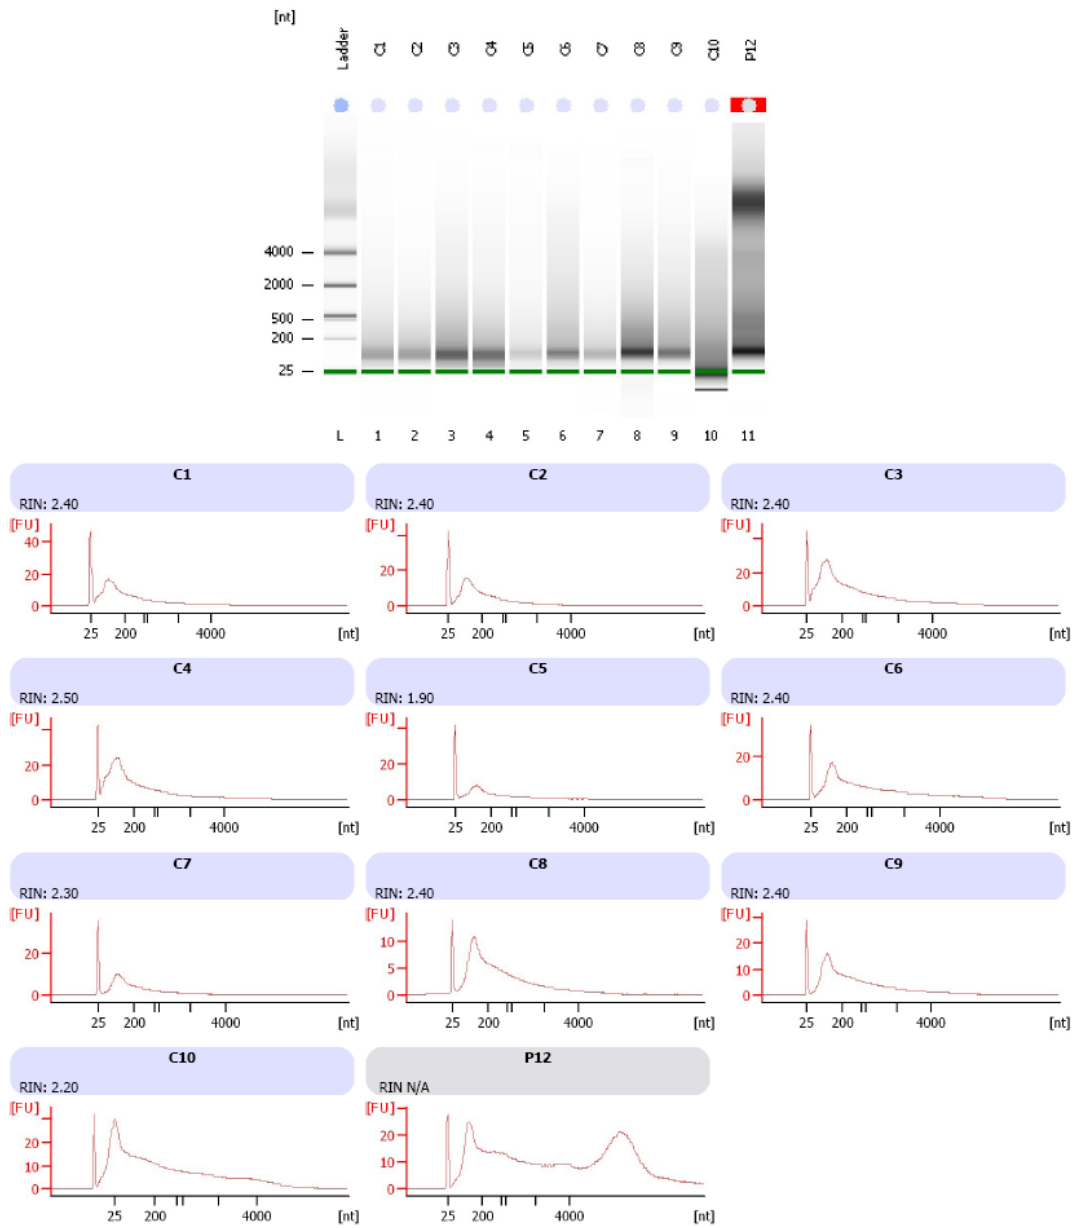 [nt]
Ladder C1 C2 C3 C4 C5 C6 C7 C8 C9 C10 P12
4000
2000
500
200
25
L 1 2 3 4 5 6 7 8 9 10 11
C1 C2 C3
RIN: 2.40 RIN: 2.40 RIN: 2.40
[FU] [FU] [FU]
40
20 20 20
0 0 0
25 200 4000 [nt] 25 200 4000 [nt] 25 200 4000 [nt]
C4 C5 C6
RIN: 2.50 RIN: 1.90 RIN: 2.40
[FU] [FU] [FU]
20 20 20
0 0 0
25 200 4000 [nt] 25 200 4000 [nt] 25 200 4000 [nt]
C7 C8 C9
RIN: 2.30 RIN: 2.40 RIN: 2.40
[FU] [FU] [FU]
20 10 20
5 10
0 0 0
25 200 4000 [nt] 25 200 4000 [nt] 25 200 4000 [nt]
C10 P12
RIN: 2.20 RIN N/A
[FU] [FU]
20 20
10 10
0 0
25 200 4000 [nt] 25 200 4000 [nt]